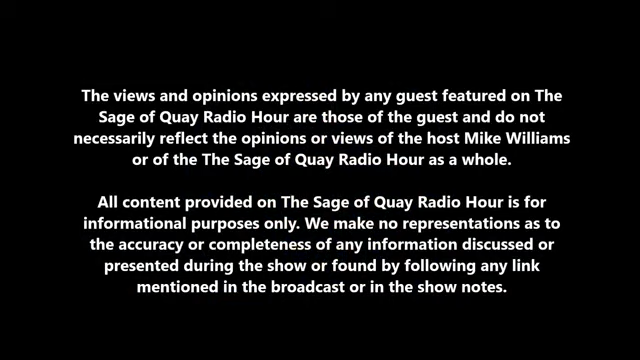 The views and opinions expressed by any guest featured on The
Sage of Quay Radio Hour are those of the guest and do not
necessarily reflect the opinions or views of the host Mike Williams
or of the The Sage of Quay Radio Hour as a whole.
All content provided on The Sage of Quay Radio Hour is for
informational purposes only. We make no representations as to
the accuracy or completeness of any information discussed or
presented during the show or found by following any link
mentioned in the broadcast or in the show notes.